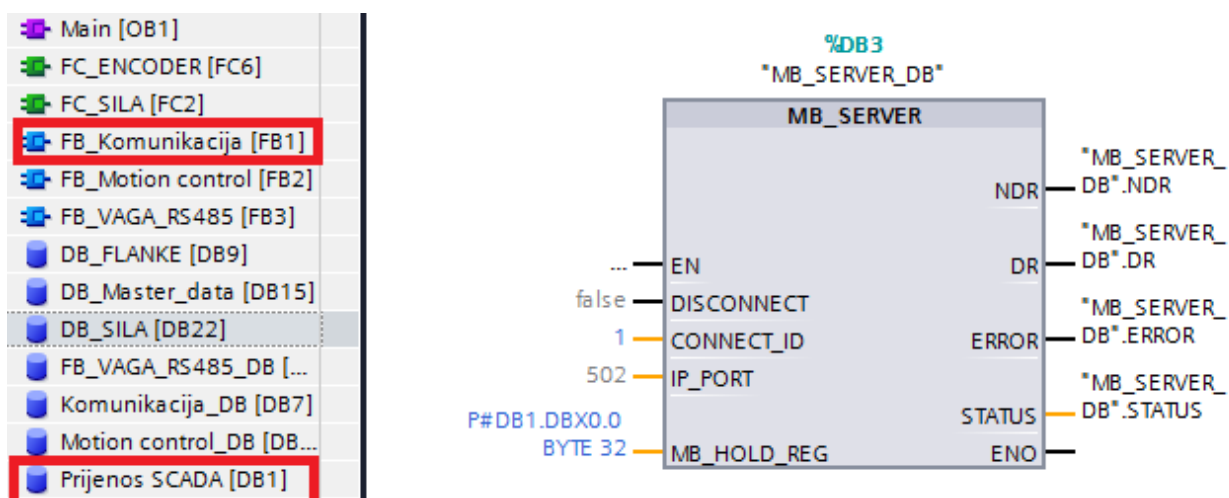 Main [OB1]
FC_ENCODER [FC6]
FC_SILA [FC2]
FB_Komunikacija [FB1]
FB_Motion control [FB2]
FB_VAGA_RS485 [FB3]
DB_FLANKE [DB9]
DB_Master_data [DB15]
DB_SILA [DB22]
FB_VAGA_RS485_DB [...
Komunikacija_DB [DB7]
Motion control_DB [DB...
Prijenos SCADA [DB1]
%DB3
"MB_SERVER_DB"
MB_SERVER
"MB_SERVER_
NDR DB".NDR
"MB_SERVER_
... EN DR DB".DR
false DISCONNECT
"MB_SERVER_
1 CONNECT_ID ERROR DB".ERROR
502 IP_PORT
"MB_SERVER_
STATUS DB".STATUS
P#DB1.DBX0.0
BYTE 32 MB_HOLD_REG ENO